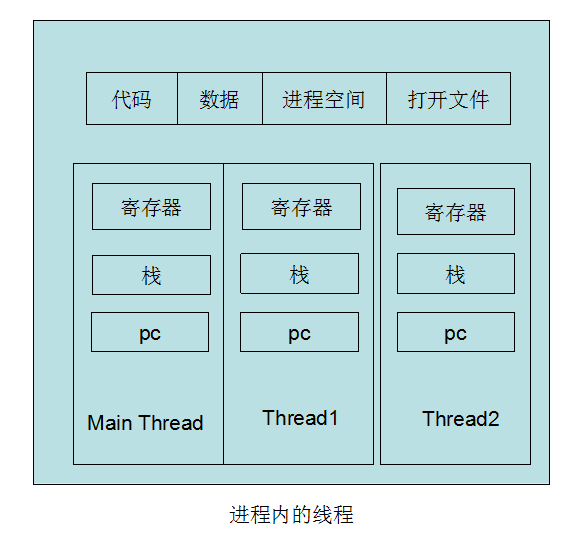 代码 数据 进程空间 打开文件
寄存器 寄存器 寄存器
栈 栈 栈
pc pc pc
Main Thread Thread1 Thread2
进程内的线程